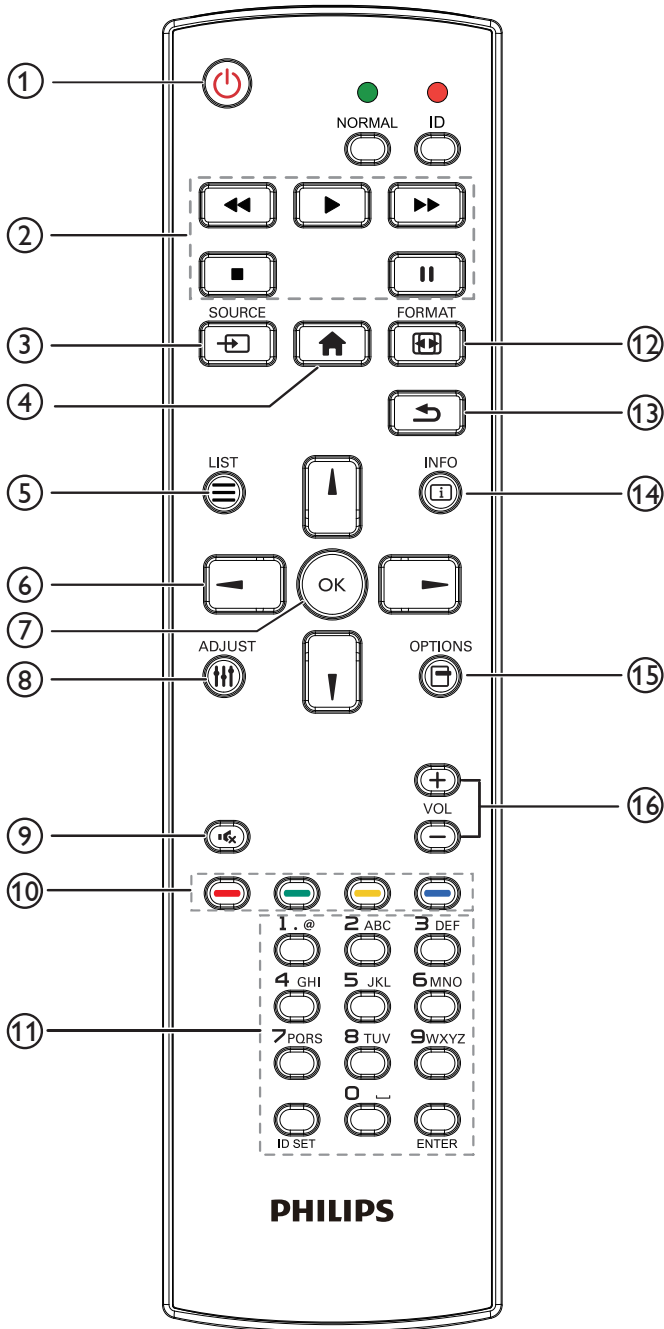 ①
NORMAL ID
②
SOURCE FORMAT
③ ⑫
④
⑬
LIST INFO
⑤ ⑭
⑥ OK
⑦
ADJUST OPTIONS
⑧ ⑮
VOL ⑯
⑨
⑩
1 . @ 2 ABC 3 DEF
4 GHI 5 JKL 6 MNO
⑪ 7 PQRS 8 TUV 9 WXYZ
0 ⎵
ID SET ENTER
PHILIPS